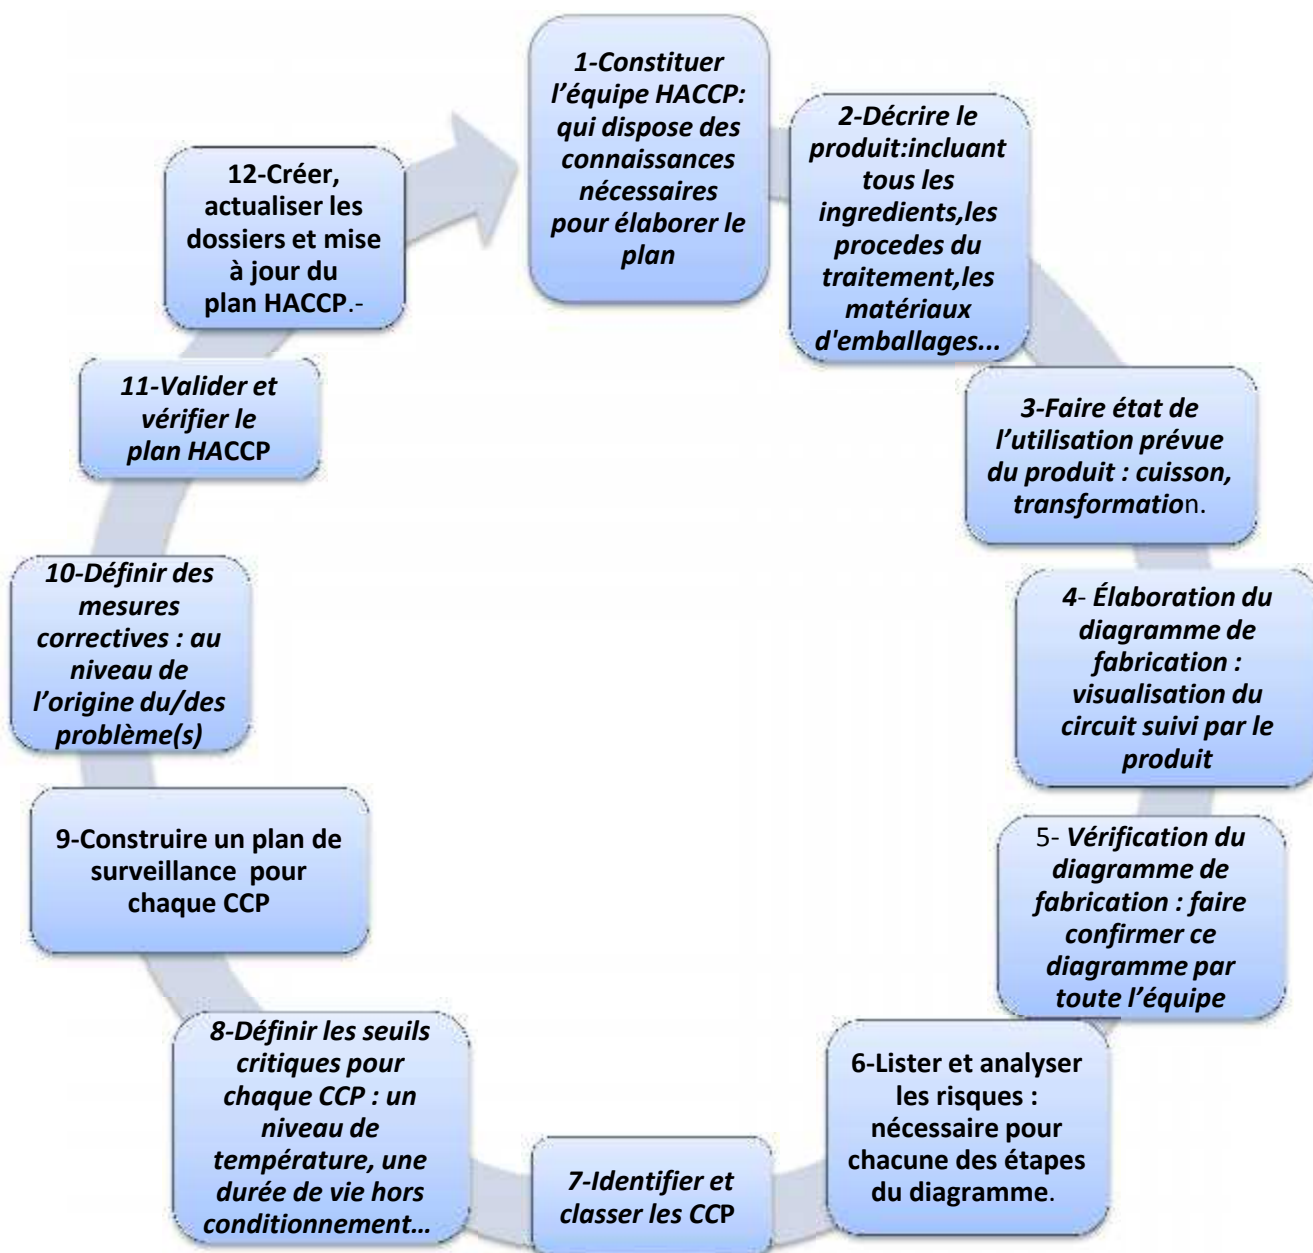 1-Constituer
l’équipe HACCP:
qui dispose des
connaissances
nécessaires
pour élaborer le
plan
2-Décrire le
produit:incluant
tous les
ingredients,les
procedes du
traitement,les
matériaux
d'emballages...
3-Faire état de
l’utilisation prévue
du produit : cuisson,
transformation.
4- Élaboration du
diagramme de
fabrication :
visualisation du
circuit suivi par le
produit
5- Vérification du
diagramme de
fabrication : faire
confirmer ce
diagramme par
toute l’équipe
6-Lister et analyser
les risques :
nécessaire pour
chacune des étapes
du diagramme.
7-Identifier et
classer les CCP
8-Définir les seuils
critiques pour
chaque CCP : un
niveau de
température, une
durée de vie hors
conditionnement…
9-Construire un plan de
surveillance pour
chaque CCP
10-Définir des
mesures
correctives : au
niveau de
l’origine du/des
problème(s)
11-Valider et
vérifier le
plan HACCP
12-Créer,
actualiser les
dossiers et mise
à jour du
plan HACCP.-